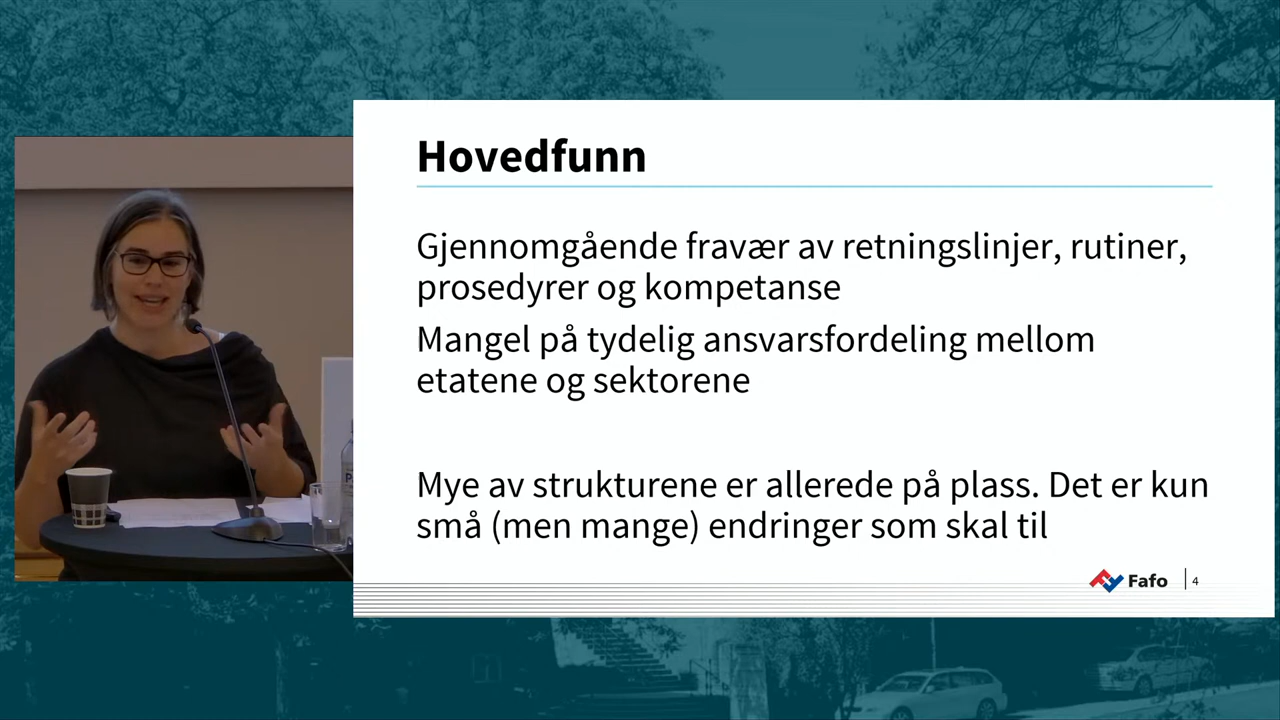 Hovedfunn
Gjennomgående fravær av retningslinjer, rutiner,
prosedyrer og kompetanse
Mangel på tydelig ansvarsfordeling mellom
etatene og sektorene
Mye av strukturene er allerede på plass. Det er kun
små (men mange) endringer som skal til
Fafo
4